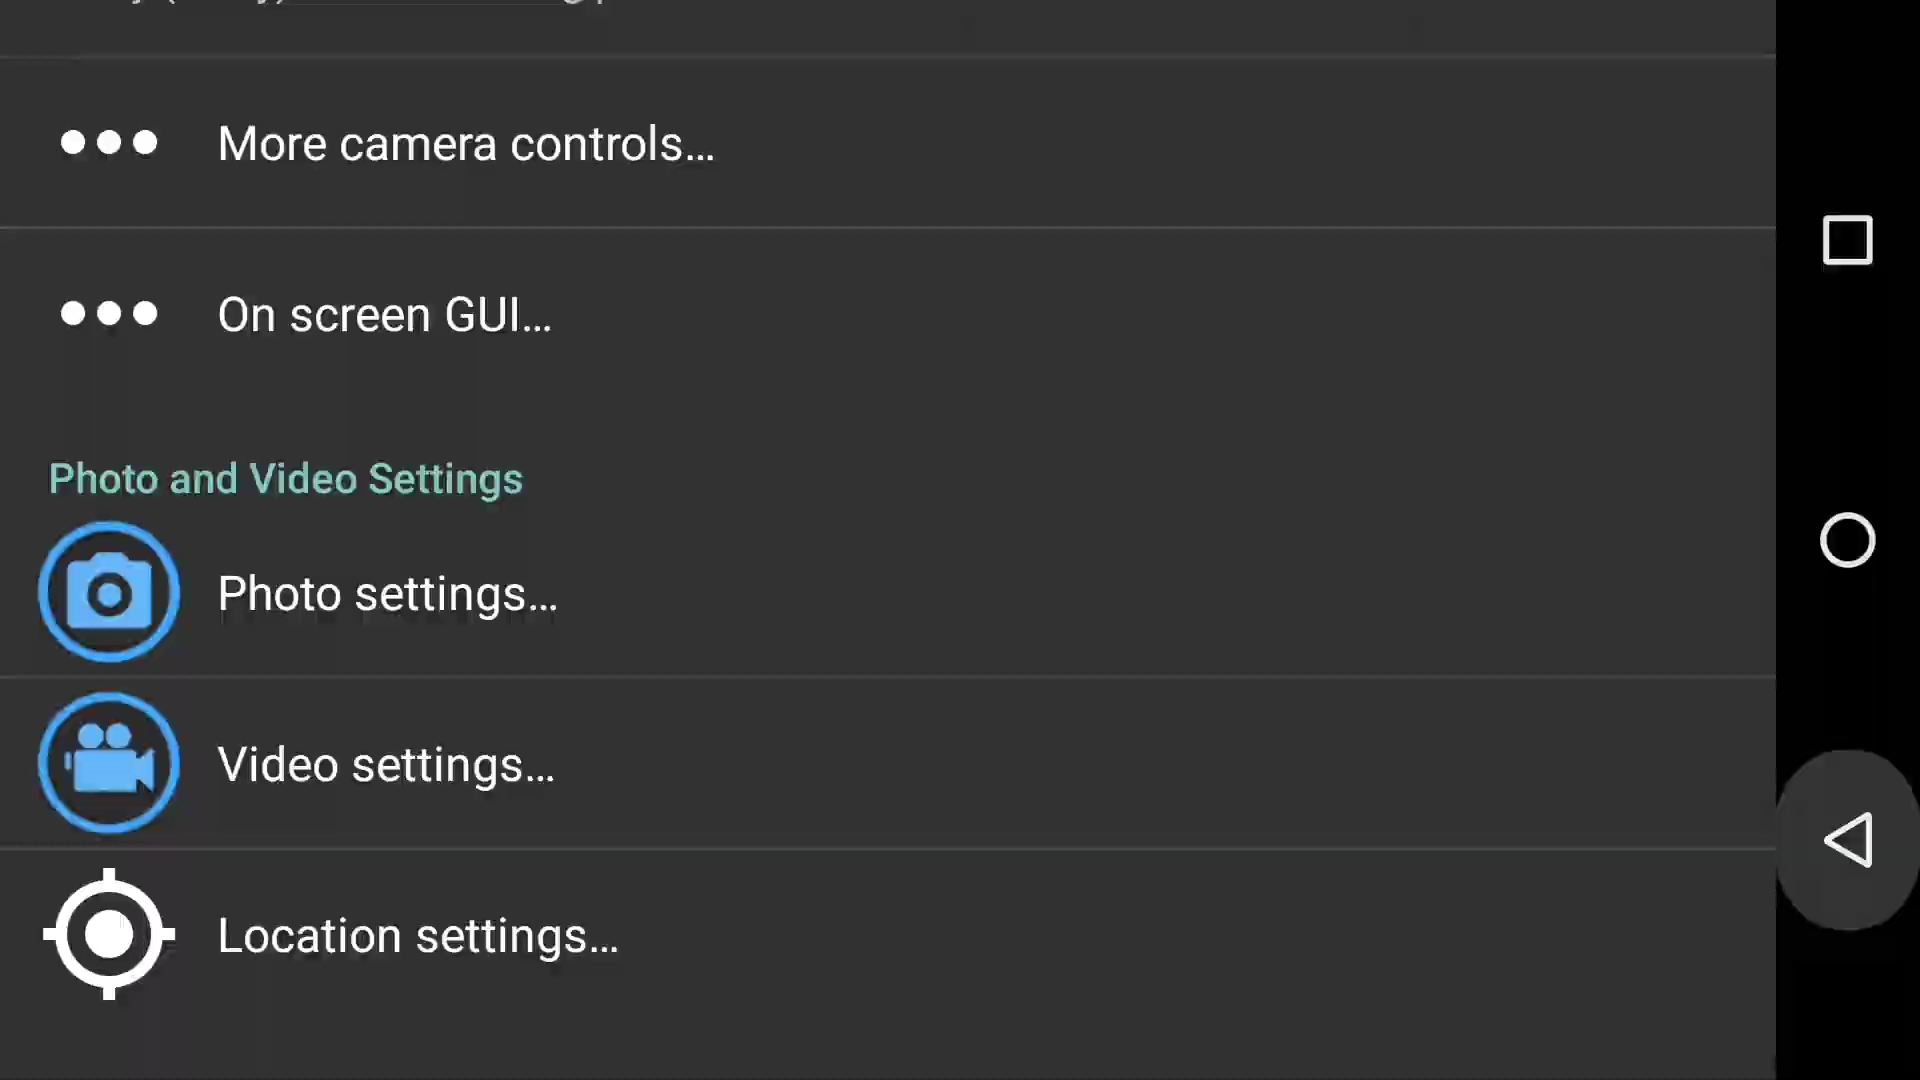 More camera controls...
On screen GUI...
Photo and Video Settings
Photo settings...
Video settings...
Location settings...